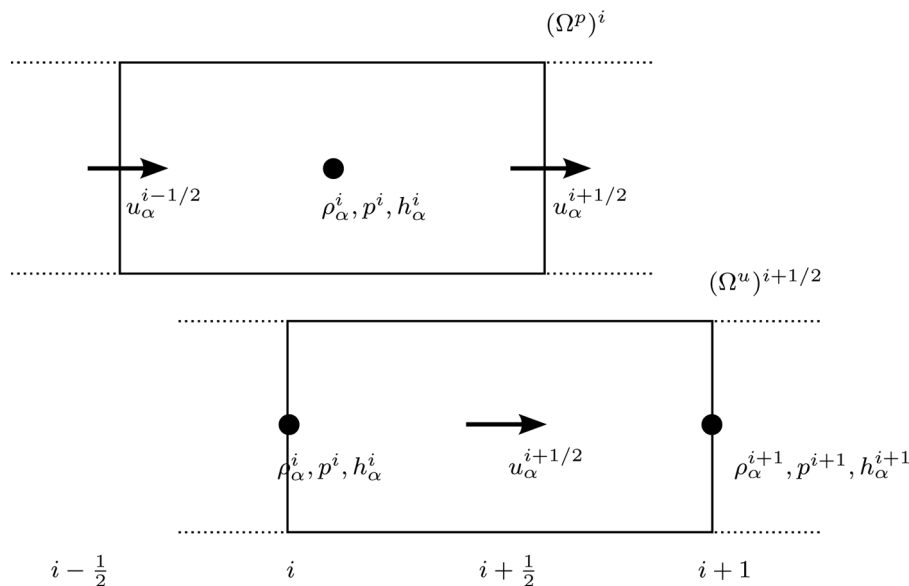 (Ω^p)^i
u_α^{i−1/2} ρ_α^i, p^i, h_α^i u_α^{i+1/2}
(Ω^u)^{i+1/2}
ρ_α^i, p^i, h_α^i u_α^{i+1/2} ρ_α^{i+1}, p^{i+1}, h_α^{i+1}
i − 1/2 i i + 1/2 i + 1